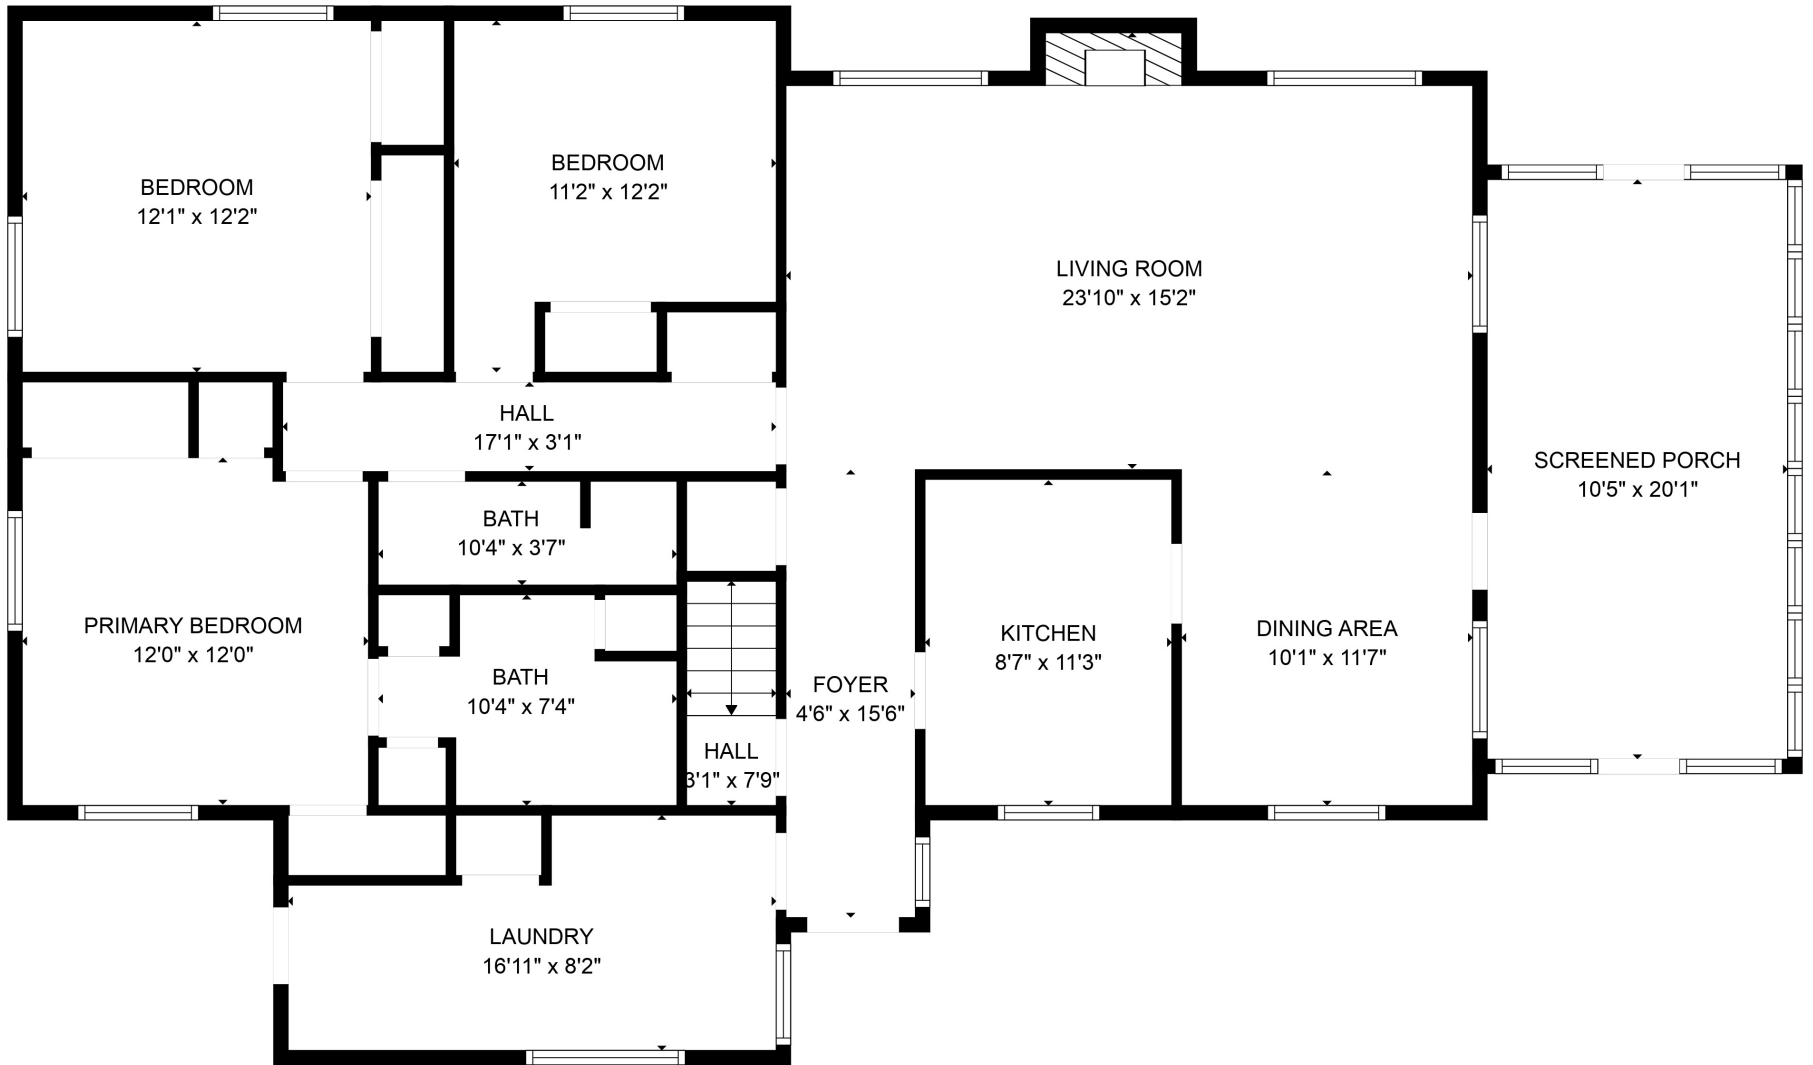 BEDROOM
12'1" x 12'2"
BEDROOM
11'2" x 12'2"
LIVING ROOM
23'10" x 15'2"
HALL
17'1" x 3'1"
SCREENED PORCH
10'5" x 20'1"
BATH
10'4" x 3'7"
PRIMARY BEDROOM
12'0" x 12'0"
BATH
10'4" x 7'4"
KITCHEN
8'7" x 11'3"
DINING AREA
10'1" x 11'7"
FOYER
4'6" x 15'6"
HALL
3'1" x 7'9"
LAUNDRY
16'11" x 8'2"